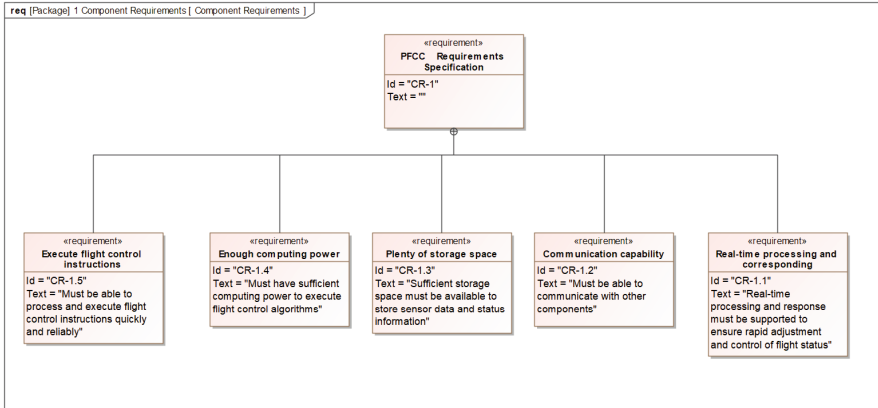 req [Package] 1 Component Requirements [ Component Requirements ]
«requirement»
PFCC Requirements
Specification
Id = "CR-1"
Text = ""
«requirement»
Execute flight control
instructions
Id = "CR-1.5"
Text = "Must be able to
process and execute flight
control instructions quickly
and reliably"
«requirement»
Enough computing power
Id = "CR-1.4"
Text = "Must have sufficient
computing power to execute
flight control algorithms"
«requirement»
Plenty of storage space
Id = "CR-1.3"
Text = "Sufficient storage
space must be available to
store sensor data and status
information"
«requirement»
Communication capability
Id = "CR-1.2"
Text = "Must be able to
communicate with other
components"
«requirement»
Real-time processing and
corresponding
Id = "CR-1.1"
Text = "Real-time
processing and response
must be supported to
ensure rapid adjustment
and control of flight status"